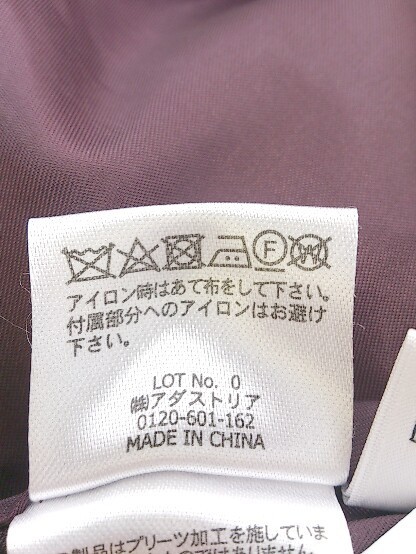 F W
アイロン時はあて布をして下さい。
付属部分へのアイロンはお避け
下さい。
LOT No. 0
㈱アダストリア
0120-601-162
MADE IN CHINA
製品はプリーツ加工を施していま